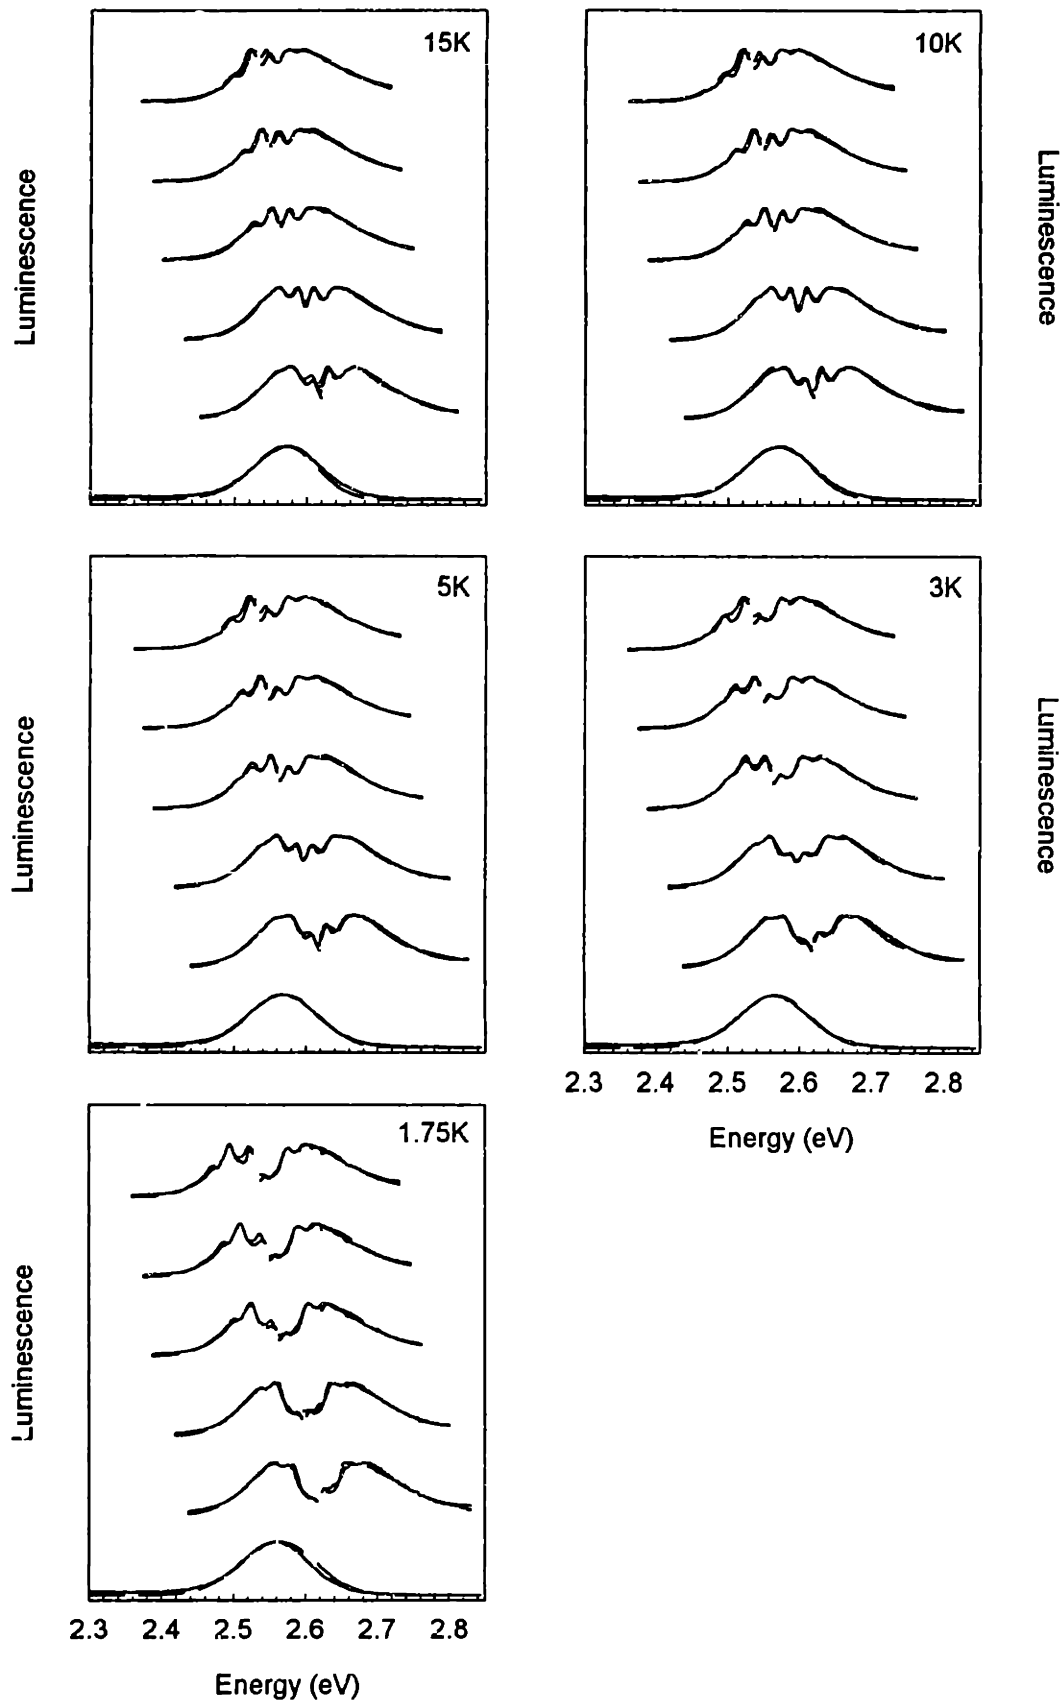 15K
10K
Luminescence
Luminescence
5K
3K
Luminescence
Luminescence
2.3 2.4 2.5 2.6 2.7 2.8
Energy (eV)
1.75K
Luminescence
2.3 2.4 2.5 2.6 2.7 2.8
Energy (eV)